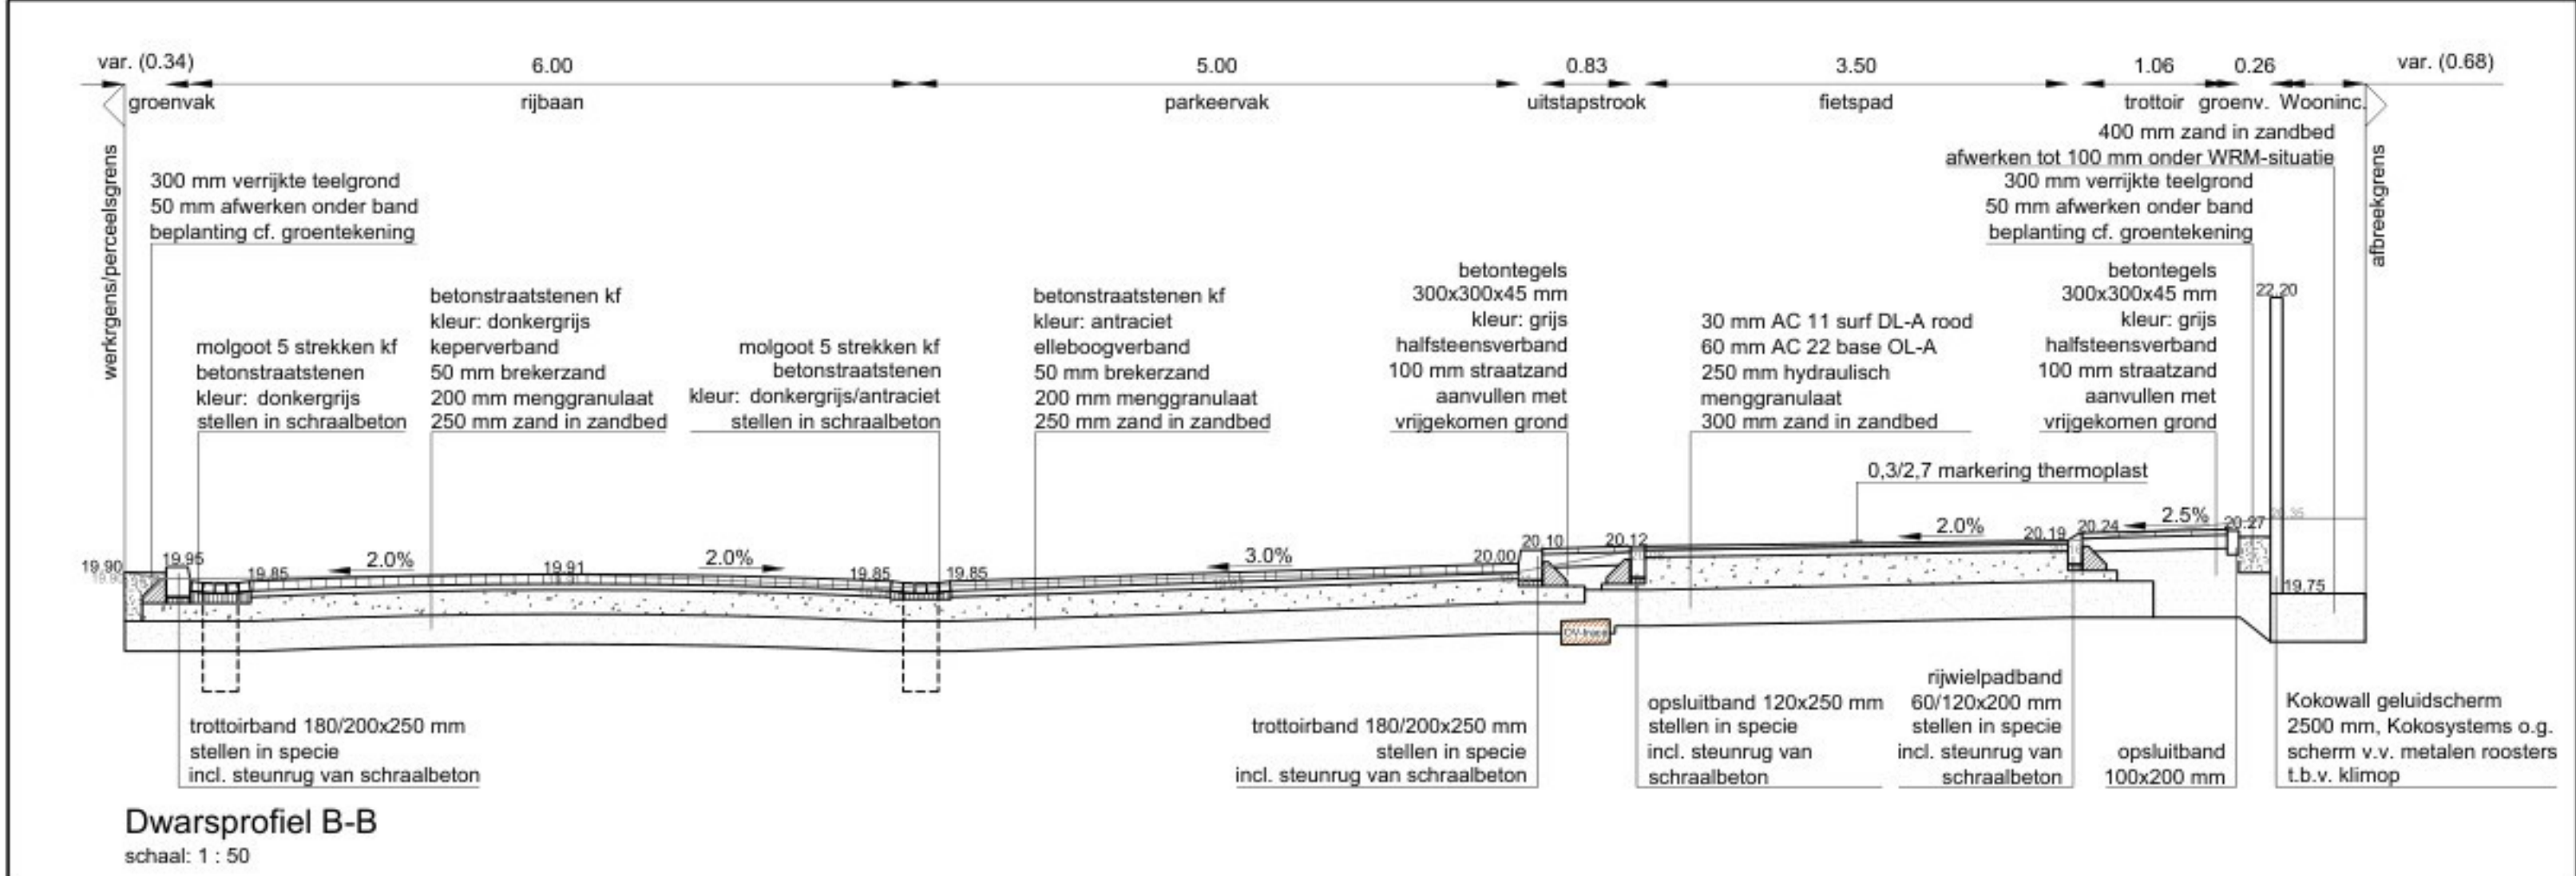 var. (0.34)
6.00
5.00
0.83
3.50
1.06
0.26
var. (0.68)
groenvak
rijbaan
parkeervak
uitstapstrook
fietspad
trottoir
groenv.
Wooninc.
werkrgens/perceelsgrens
afbreekgrens
400 mm zand in zandbed
afwerken tot 100 mm onder WRM-situatie
300 mm verrijkte teelgrond
50 mm afwerken onder band
beplanting cf. groentekening
300 mm verrijkte teelgrond
50 mm afwerken onder band
beplanting cf. groentekening
molgoot 5 strekken kf
betonstraatstenen
kleur: donkergrijs
stellen in schraalbeton
betonstraatstenen kf
kleur: donkergrijs
keperverband
50 mm brekerzand
200 mm menggranulaat
250 mm zand in zandbed
molgoot 5 strekken kf
betonstraatstenen
kleur: donkergrijs/antraciet
stellen in schraalbeton
betonstraatstenen kf
kleur: antraciet
elleboogverband
50 mm brekerzand
200 mm menggranulaat
250 mm zand in zandbed
betontegels
300x300x45 mm
kleur: grijs
halfsteensverband
100 mm straatzand
aanvullen met
vrijgekomen grond
30 mm AC 11 surf DL-A rood
60 mm AC 22 base OL-A
250 mm hydraulisch
menggranulaat
300 mm zand in zandbed
betontegels
300x300x45 mm
kleur: grijs
halfsteensverband
100 mm straatzand
aanvullen met
vrijgekomen grond
22.20
0,3/2,7 markering thermoplast
19.90
19.95
19.85
2.0%
19.91
2.0%
19.85
19.85
3.0%
20.00
20.10
20.12
2.0%
20.19
20.24
2.5%
20.27
20.35
19.75
trottoirband 180/200x250 mm
stellen in specie
incl. steunrug van schraalbeton
trottoirband 180/200x250 mm
stellen in specie
incl. steunrug van schraalbeton
opsluitband 120x250 mm
stellen in specie
incl. steunrug van
schraalbeton
rijwielpadband
60/120x200 mm
stellen in specie
incl. steunrug van
schraalbeton
opsluitband
100x200 mm
Kokowall geluidscherm
2500 mm, Kokosystems o.g.
scherm v.v. metalen roosters
t.b.v. klimop
Dwarsprofiel B-B
schaal: 1 : 50